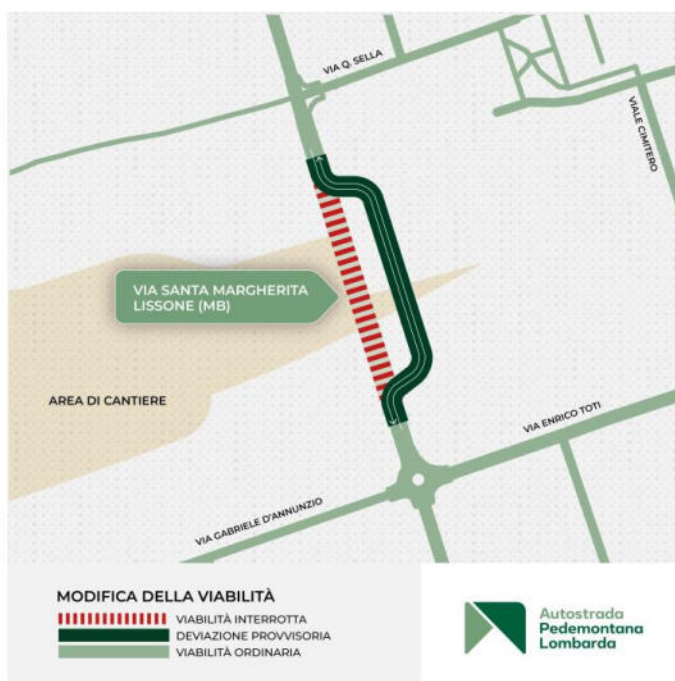 VIA Q. SELLA
VIALE CIMITERO
VIA SANTA MARGHERITA
LISSONE (MB)
AREA DI CANTIERE
VIA ENRICO TOTI
VIA GABRIELE D'ANNUNZIO
MODIFICA DELLA VIABILITÀ
VIABILITÀ INTERROTTA
DEVIAZIONE PROVVISORIA
VIABILITÀ ORDINARIA
Autostrada
Pedemontana
Lombarda